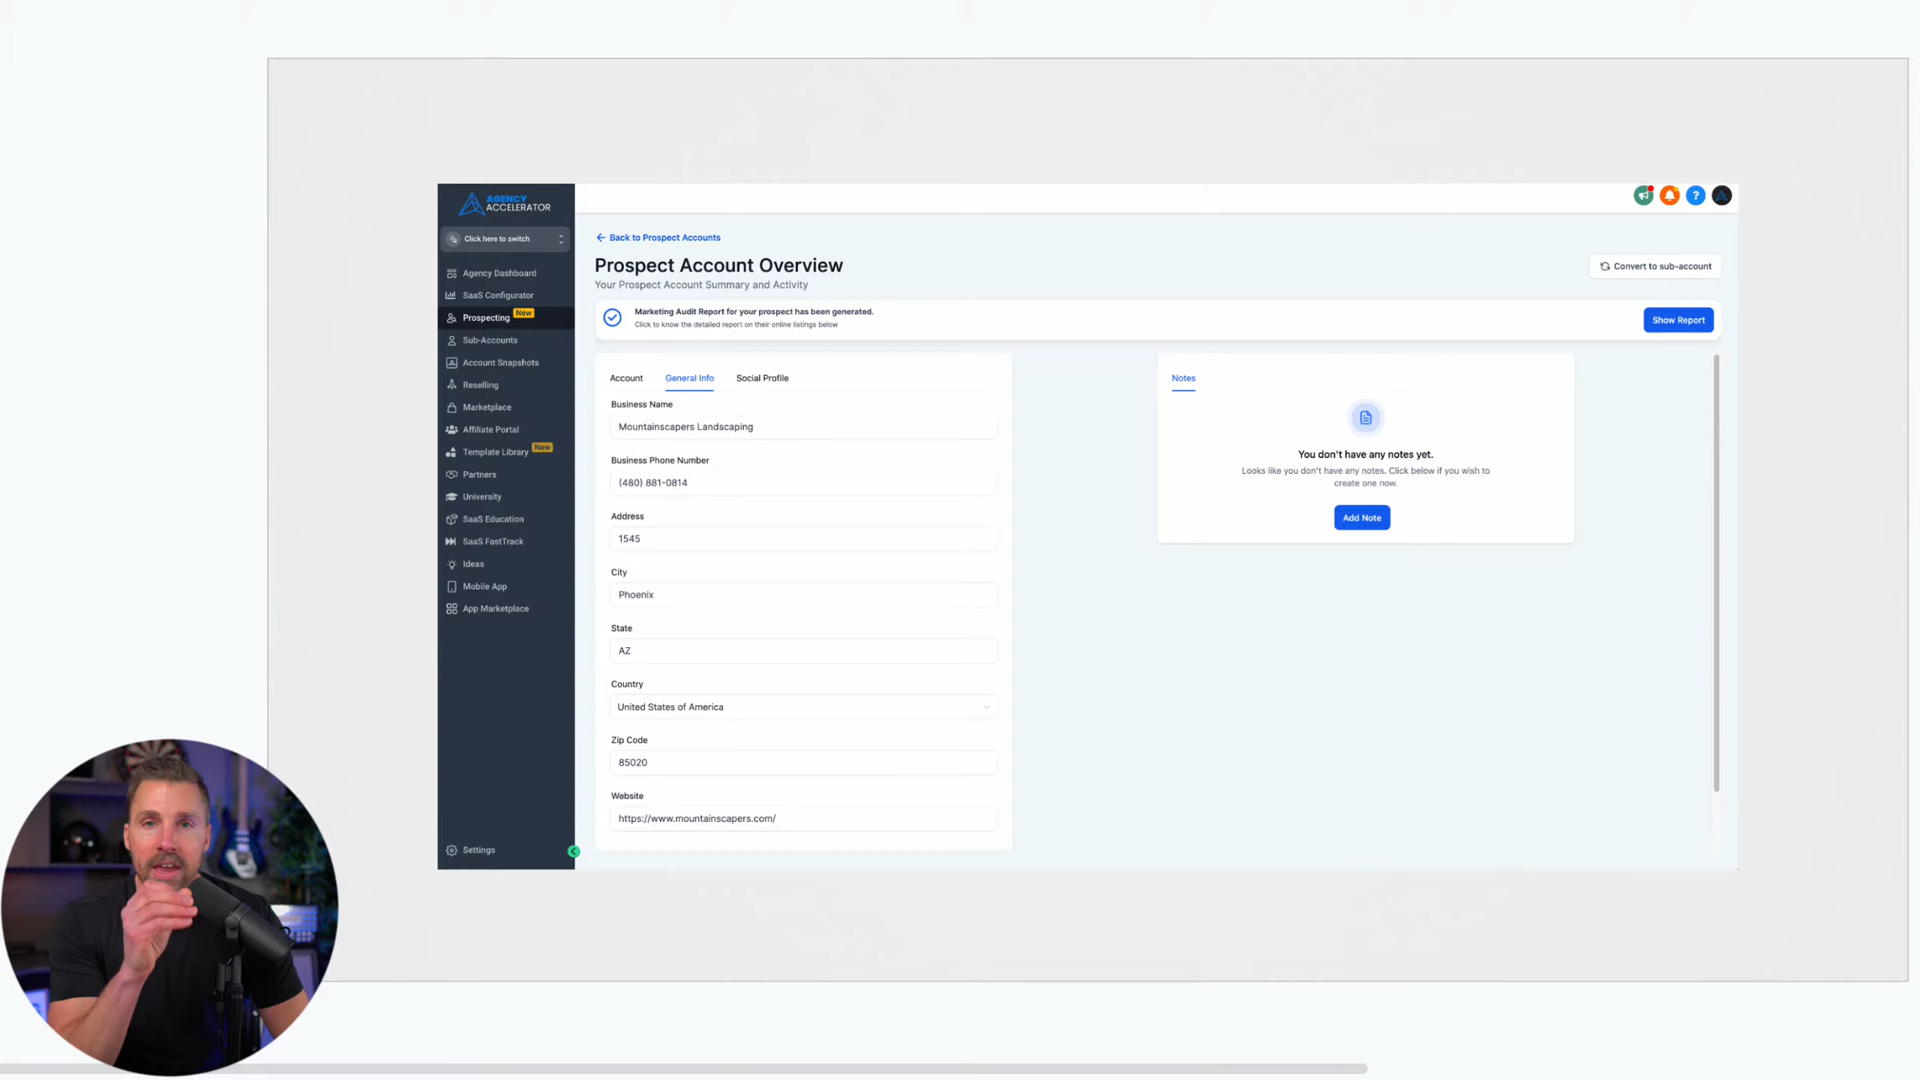 AGENCY
ACCELERATOR
Click here to switch
Agency Dashboard
SaaS Configurator
Prospecting New
Sub-Accounts
Account Snapshots
Reselling
Marketplace
Affiliate Portal
Template Library New
Partners
University
SaaS Education
SaaS FastTrack
Ideas
Mobile App
App Marketplace
Settings
?
Back to Prospect Accounts
Prospect Account Overview
Your Prospect Account Summary and Activity
Convert to sub-account
Marketing Audit Report for your prospect has been generated.
Click to know the detailed report on their online listings below
Show Report
Account General Info Social Profile
Business Name
Mountainscapers Landscaping
Business Phone Number
(480) 881-0814
Address
1545
City
Phoenix
State
AZ
Country
United States of America
Zip Code
85020
Website
https://www.mountainscapers.com/
Notes
You don't have any notes yet.
Looks like you don't have any notes. Click below if you wish to
create one now.
Add Note